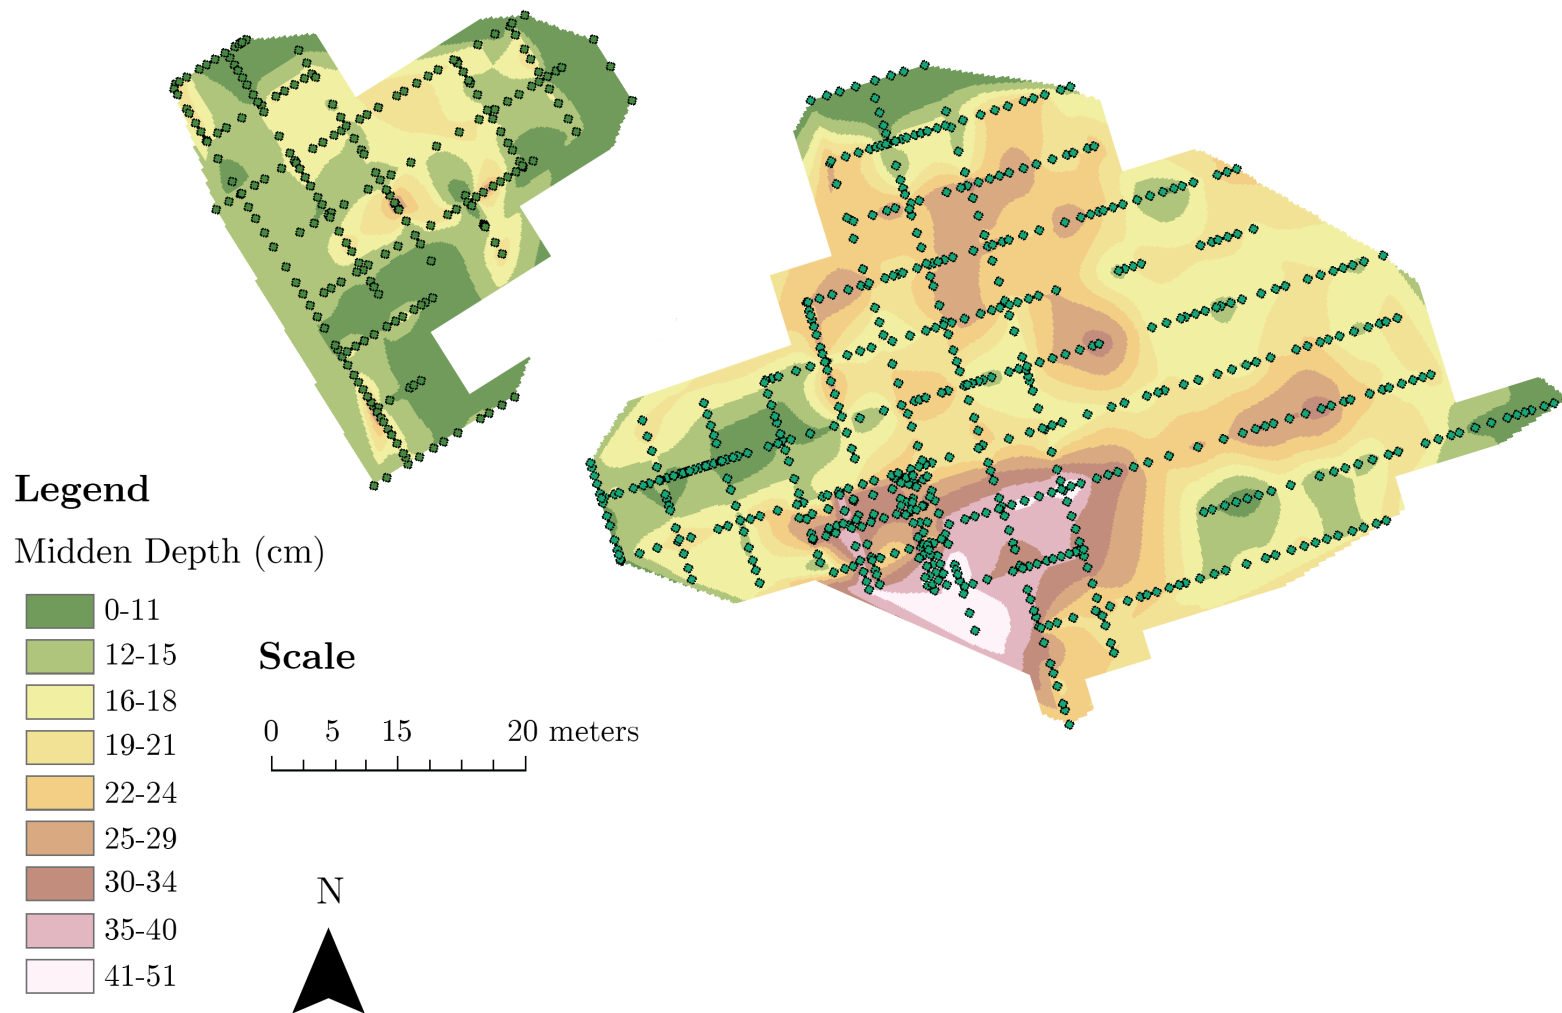 Legend
Midden Depth (cm)
0-11
12-15
16-18
19-21
22-24
25-29
30-34
35-40
41-51
Scale
0 5 15 20 meters
N